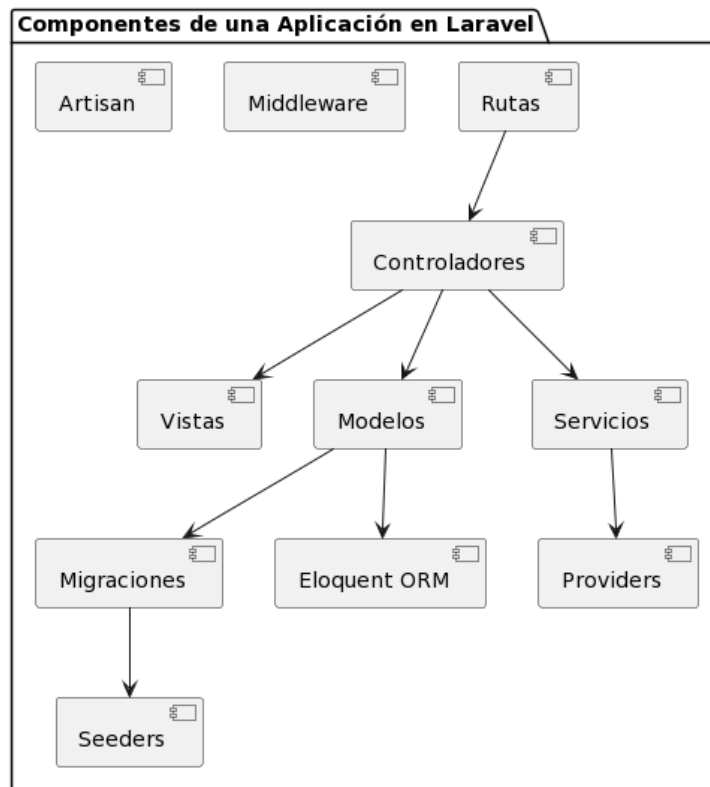 Componentes de una Aplicación en Laravel
Artisan
Middleware
Rutas
Controladores
Vistas
Modelos
Servicios
Migraciones
Eloquent ORM
Providers
Seeders